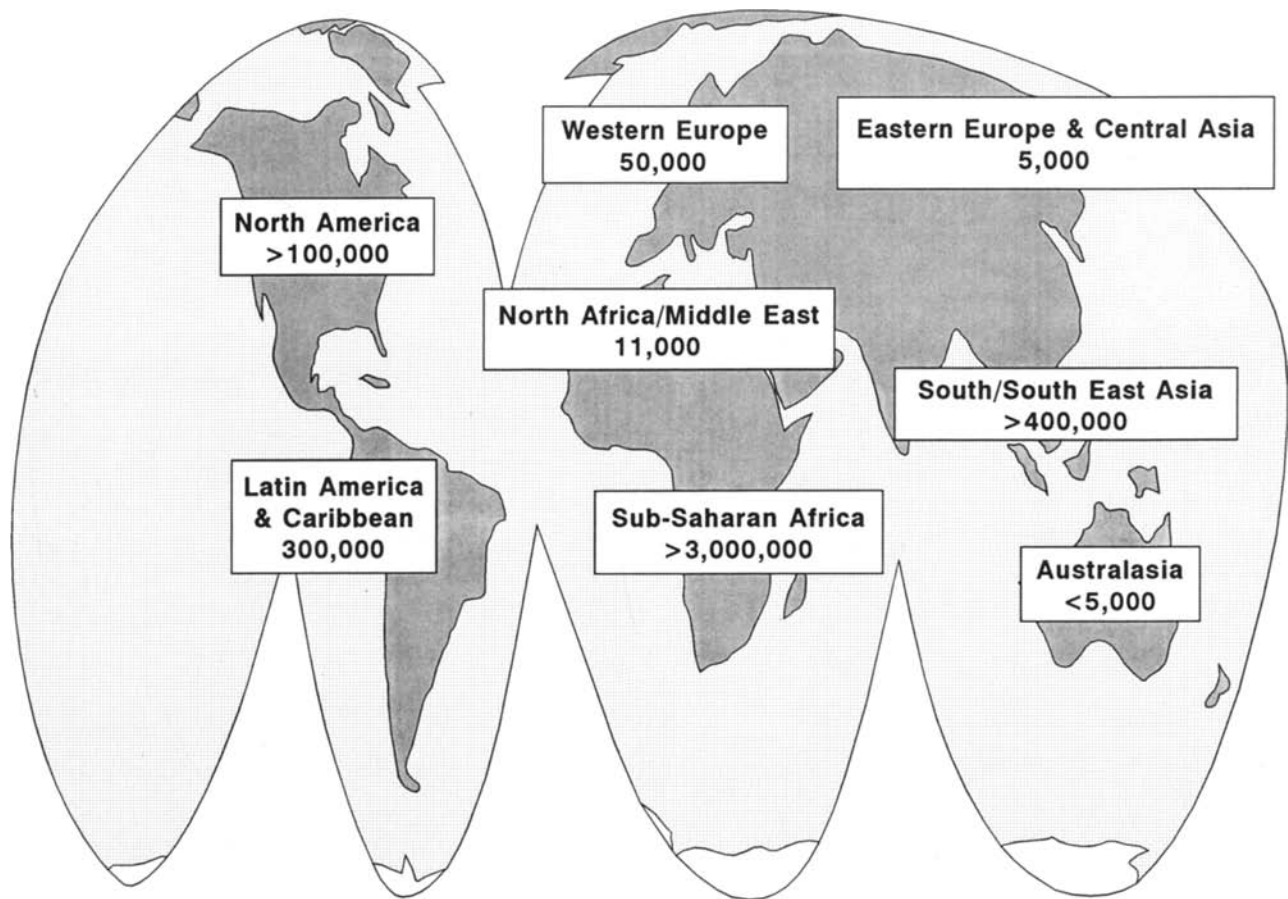 Western Europe
50,000
Eastern Europe & Central Asia
5,000
North America
>100,000
North Africa/Middle East
11,000
South/South East Asia
>400,000
Latin America
& Caribbean
300,000
Sub-Saharan Africa
>3,000,000
Australasia
<5,000